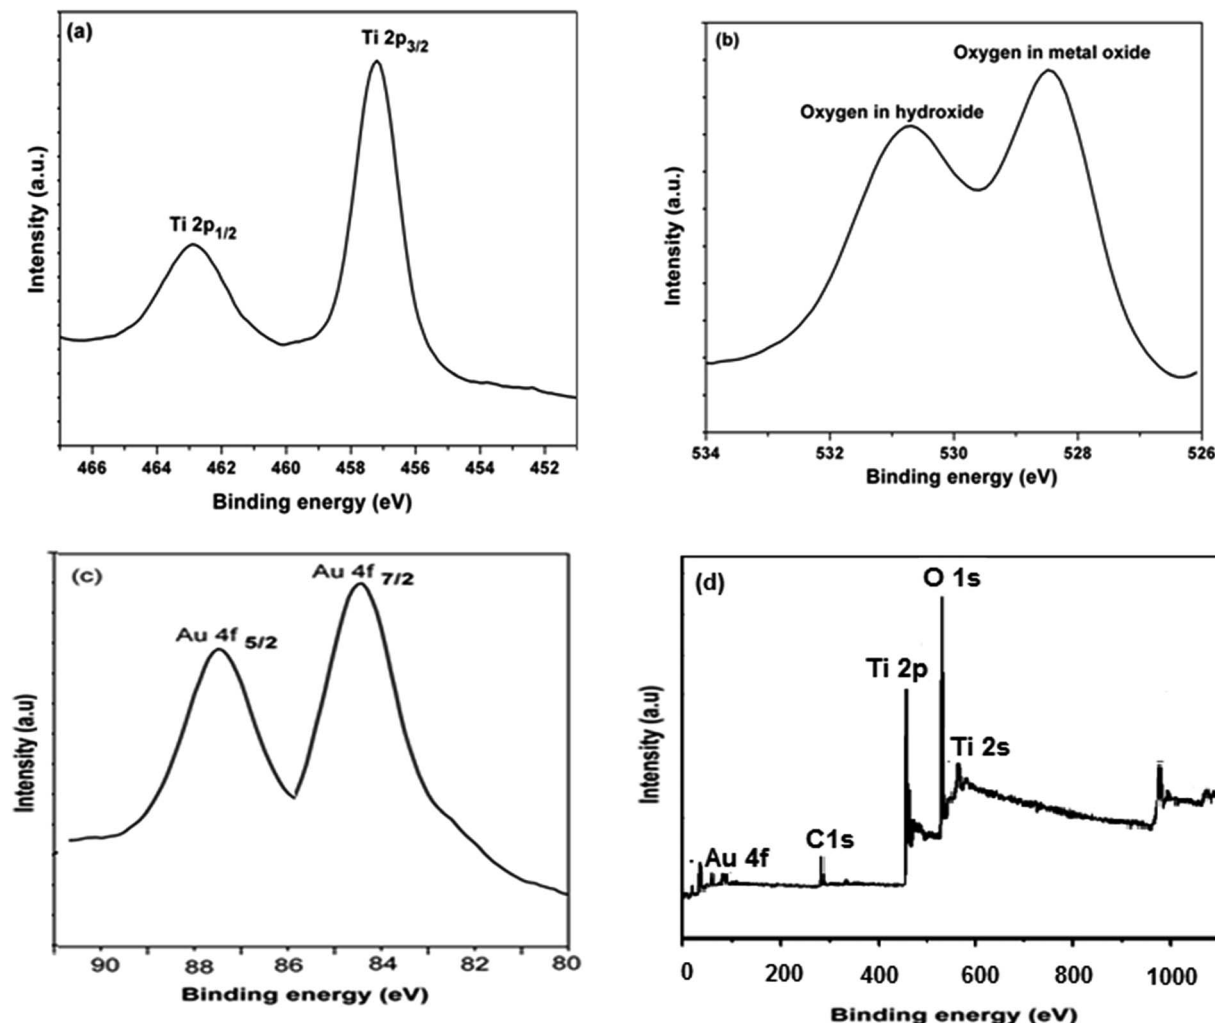 (a)
Ti 2p3/2
Ti 2p1/2
Intensity (a.u.)
466 464 462 460 458 456 454 452
Binding energy (eV)
(b)
Oxygen in metal oxide
Oxygen in hydroxide
Intensity (a.u.)
534 532 530 528 526
Binding energy (eV)
(c)
Au 4f 7/2
Au 4f 5/2
Intensity (a.u)
90 88 86 84 82 80
Binding energy (eV)
(d)
O 1s
Ti 2p
Ti 2s
C1s
Au 4f
Intensity (a.u)
0 200 400 600 800 1000
Binding energy (eV)